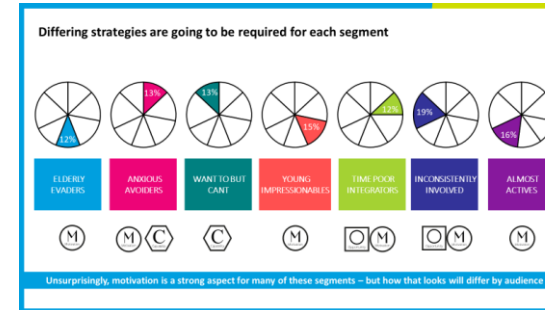 Differing strategies are going to be required for each segment
12%
13%
13%
15%
12%
19%
16%
ELDERLY
EVADERS
ANXIOUS
AVOIDERS
WANT TO BUT
CANT
YOUNG
IMPRESSIONABLES
TIME POOR
INTEGRATORS
INCONSISTENTLY
INVOLVED
ALMOST
ACTIVES
M
M C
C
M
O M
O M
M
Unsurprisingly, motivation is a strong aspect for many of these segments – but how that looks will differ by audience